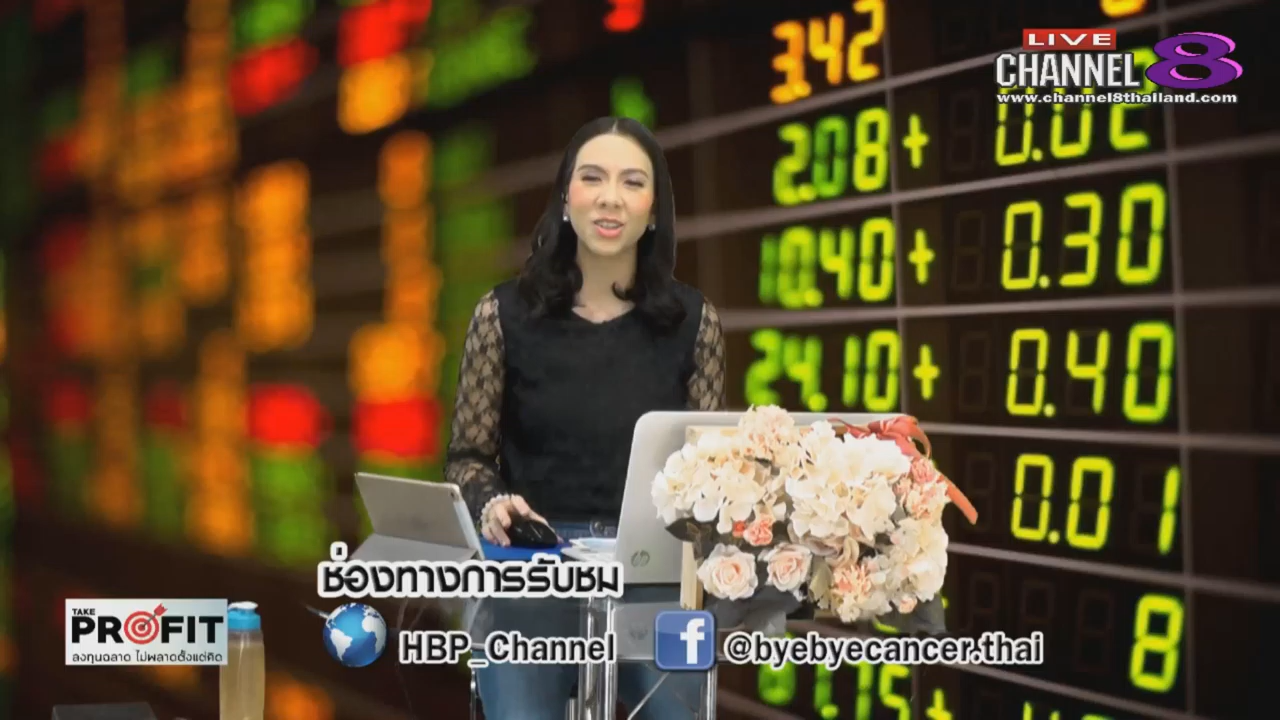 LIVE
CHANNEL 8
www.channel8thailand.com
3.42
2.08 + 0.02
10.40 + 0.30
24.10 + 0.40
0.01
8
+
hp
ช่องทางการรับชม
HBP_Channel
f @byebyecancer.thai
TAKE
PROFIT
ลงทุนฉลาด ไม่พลาดตั้งแต่คิด